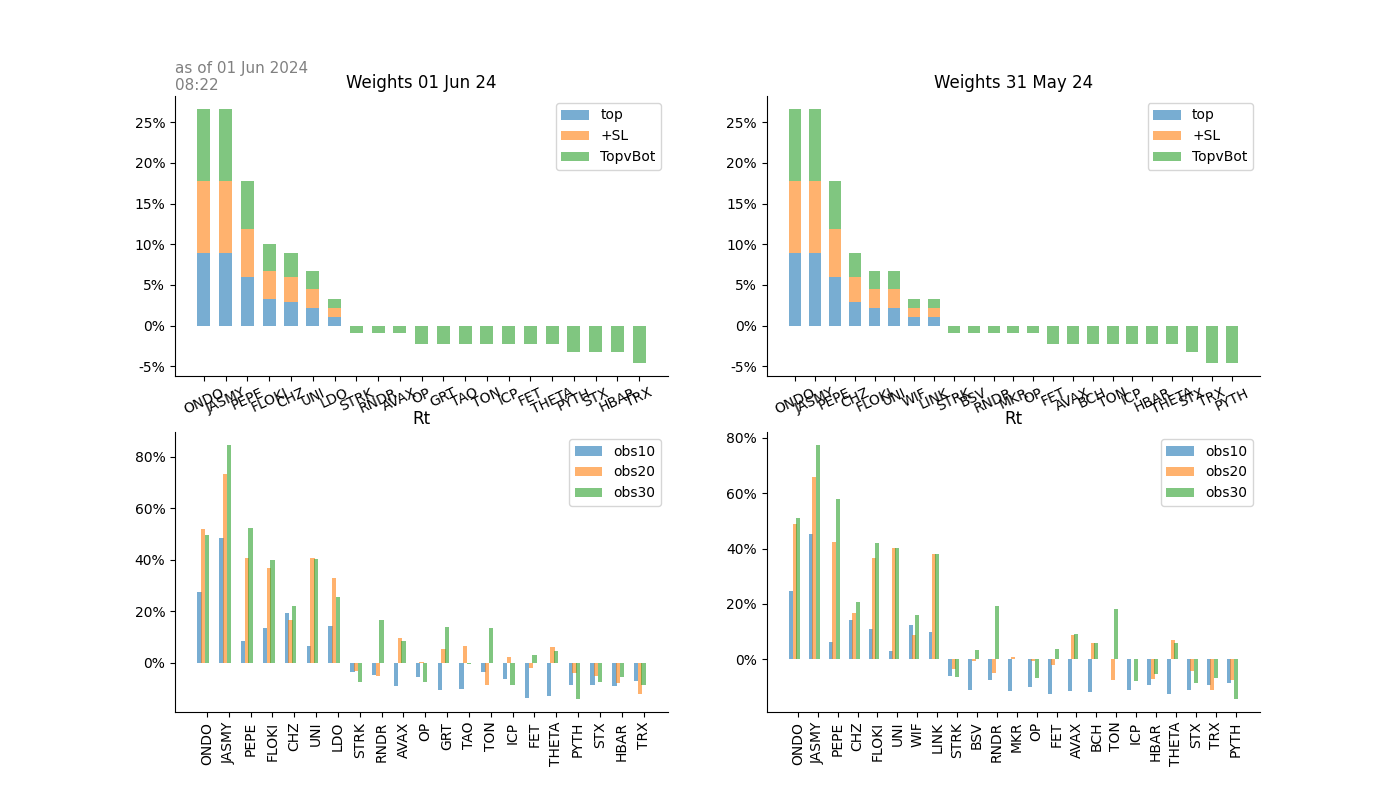 as of 01 Jun 2024
08:22
Weights 01 Jun 24
25%
20%
15%
10%
5%
0%
-5%
top
+SL
TopvBot
ONDO JASMY PEPE FLOKI CHZ UNI LDO STRK RNDR AVAX OP GRT TAO TON ICP FET THETA PYTH STX HBAR TRX
Weights 31 May 24
25%
20%
15%
10%
5%
0%
-5%
top
+SL
TopvBot
ONDO JASMY PEPE CHZ FLOKI UNI WIF LINK STRK BSV RNDR MKR OP FET AVAX BCH TON ICP HBAR THETA STX TRX PYTH
Rt
80%
60%
40%
20%
0%
obs10
obs20
obs30
ONDO JASMY PEPE FLOKI CHZ UNI LDO STRK RNDR AVAX OP GRT TAO TON ICP FET THETA PYTH STX HBAR TRX
Rt
80%
60%
40%
20%
0%
obs10
obs20
obs30
ONDO JASMY PEPE CHZ FLOKI UNI WIF LINK STRK BSV RNDR MKR OP FET AVAX BCH TON ICP HBAR THETA STX TRX PYTH